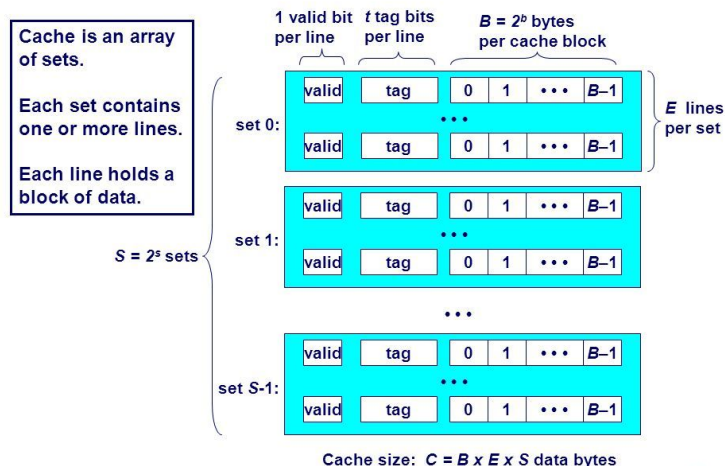 Cache is an array
of sets.
Each set contains
one or more lines.
Each line holds a
block of data.
1 valid bit
per line
t tag bits
per line
B = 2ᵇ bytes
per cache block
E lines
per set
S = 2ˢ sets
set 0:
valid tag 0 1 • • • B–1
• • •
valid tag 0 1 • • • B–1
set 1:
valid tag 0 1 • • • B–1
• • •
valid tag 0 1 • • • B–1
• • •
set S-1:
valid tag 0 1 • • • B–1
• • •
valid tag 0 1 • • • B–1
Cache size: C = B x E x S data bytes